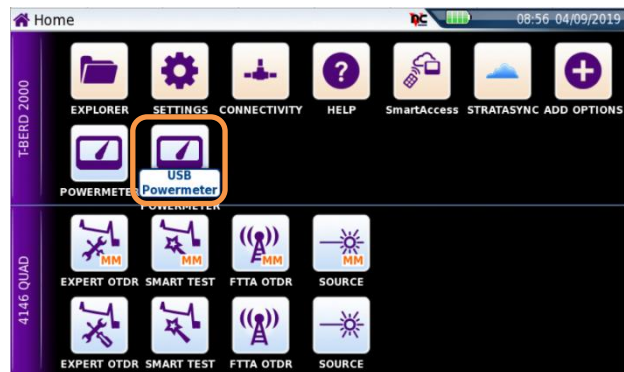 Home
DC
08:56 04/09/2019
T-BERD 2000
EXPLORER SETTINGS CONNECTIVITY HELP SmartAccess STRATASYNC ADD OPTIONS
USB
Powermeter
POWERMETER
POWERMETER
4146 QUAD
MM MM MM MM
EXPERT OTDR SMART TEST FTTA OTDR SOURCE
EXPERT OTDR SMART TEST FTTA OTDR SOURCE